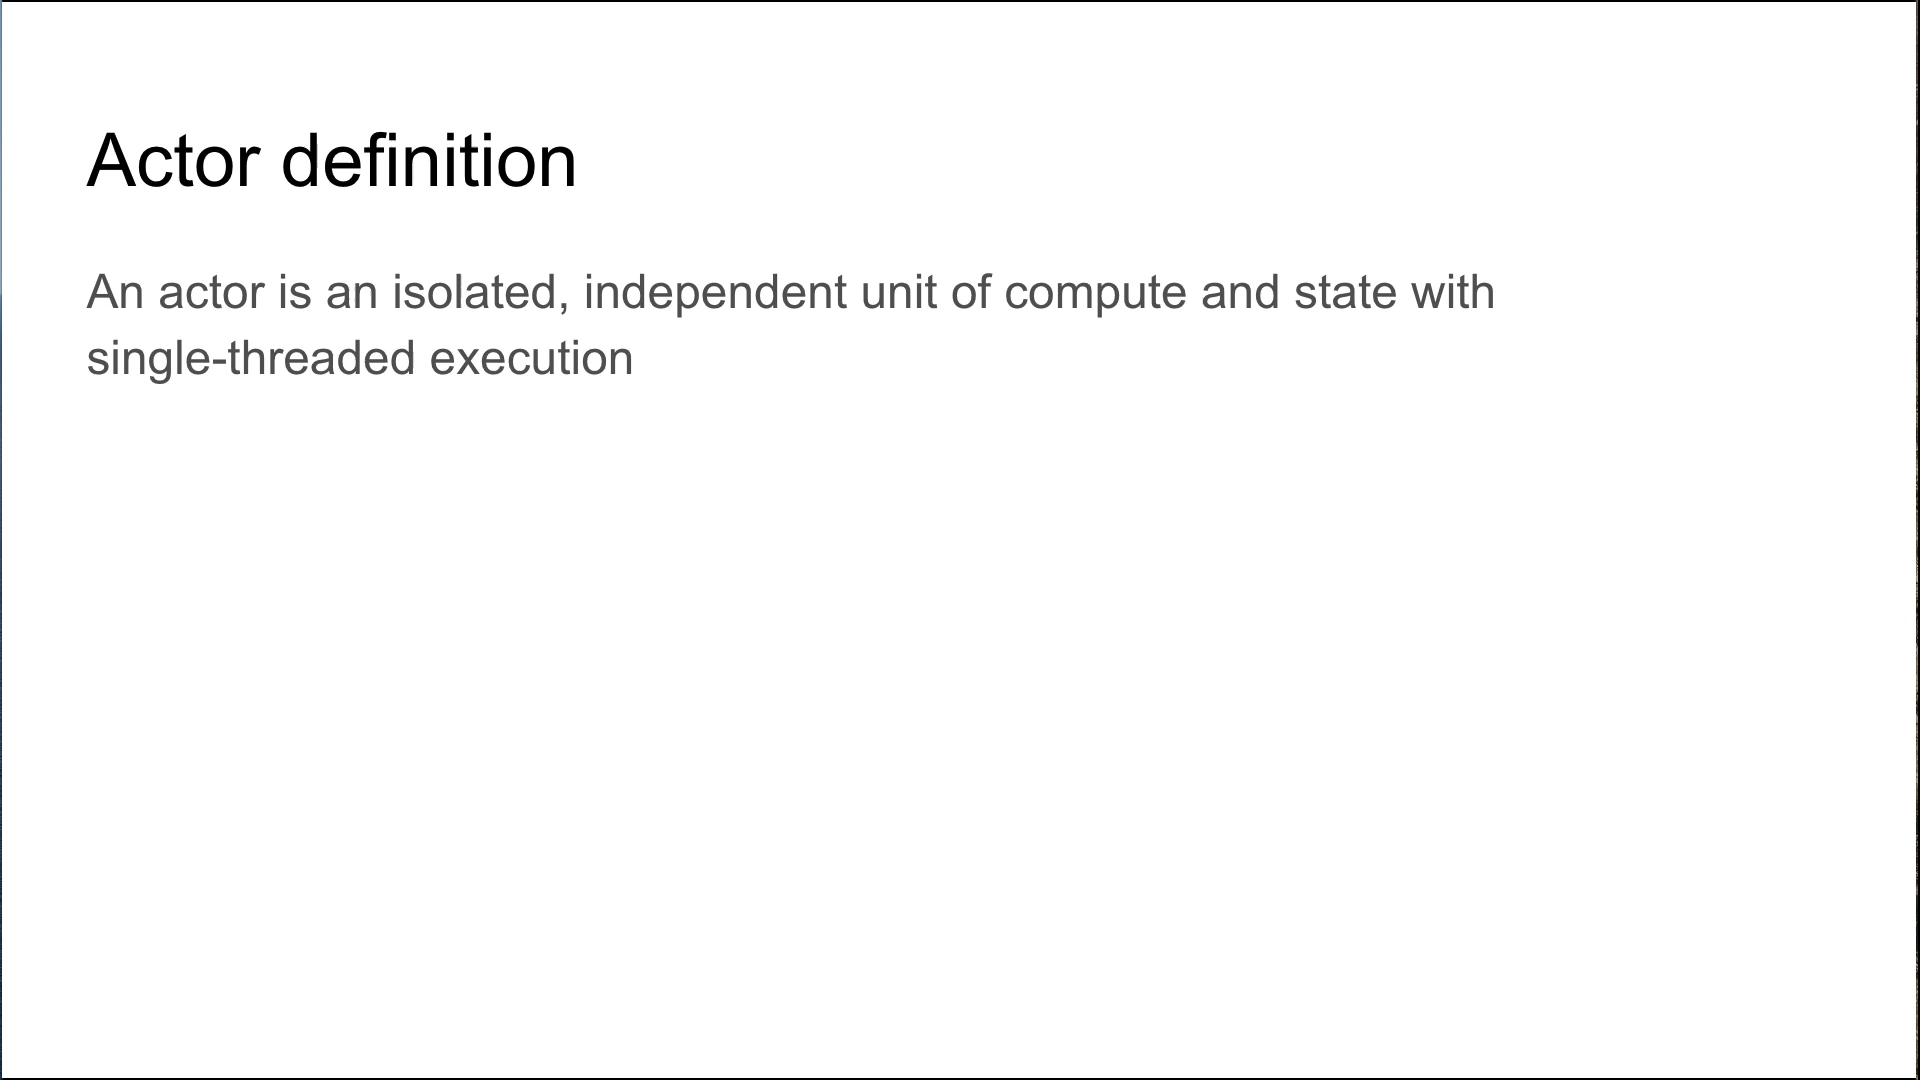 Actor definition
An actor is an isolated, independent unit of compute and state with
single-threaded execution